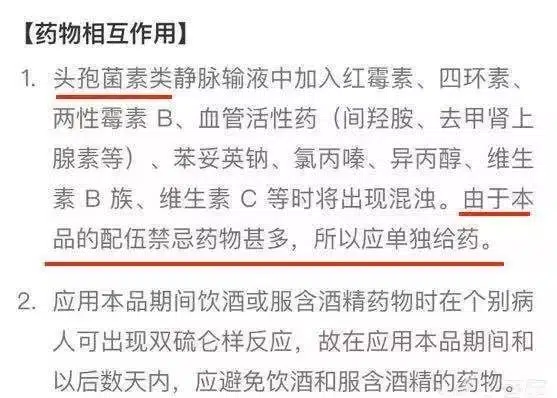 【药物相互作用】
1. 头孢菌素类静脉输液中加入红霉素、四环素、
两性霉素 B、血管活性药（间羟胺、去甲肾上
腺素等）、苯妥英钠、氯丙嗪、异丙醇、维生
素 B 族、维生素 C 等时将出现混浊。由于本
品的配伍禁忌药物甚多，所以应单独给药。
2. 应用本品期间饮酒或服含酒精药物时在个别病
人可出现双硫仑样反应，故在应用本品期间和
以后数天内，应避免饮酒和服含酒精的药物。